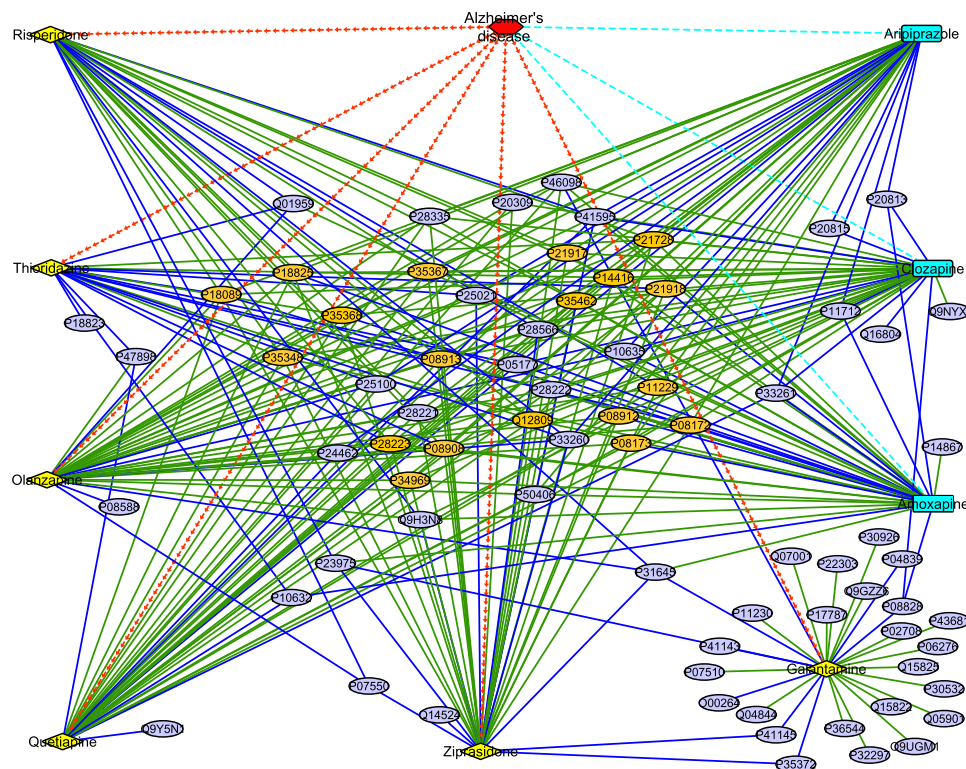 Alzheimer's
disease
Risperidone
Aripiprazole
P46098
P20813
Q01959
P20309
P28335
P41595
P20815
P21728
P21917
Thioridazine
P18825
P35367
P14416
Clozapine
P18089
P25021
P35462
P21918
P11712
Q9NYX
P35368
P18823
P28566
Q16804
P47898
P35348
P08913
P10635
P05177
P25100
P28222
P11229
P33261
P28221
Q12809
P08912
P08172
P28223
P08908
P33260
P08173
P14867
P24462
Olanzapine
P34969
P50406
P08588
Amoxapine
Q9H3N8
P30926
Q07001
P22303
P04839
P23975
P31645
Q9GZZ6
P10632
P11230
P17787
P08828
P43681
P02708
P06276
P41143
P07510
Galantamine
Q15825
P07550
P30532
Q00264
Q04844
Q15822
Q05901
Q14524
P36544
Q9Y5N1
P41145
Quetiapine
Ziprasidone
P32297
Q9UGM1
P35372